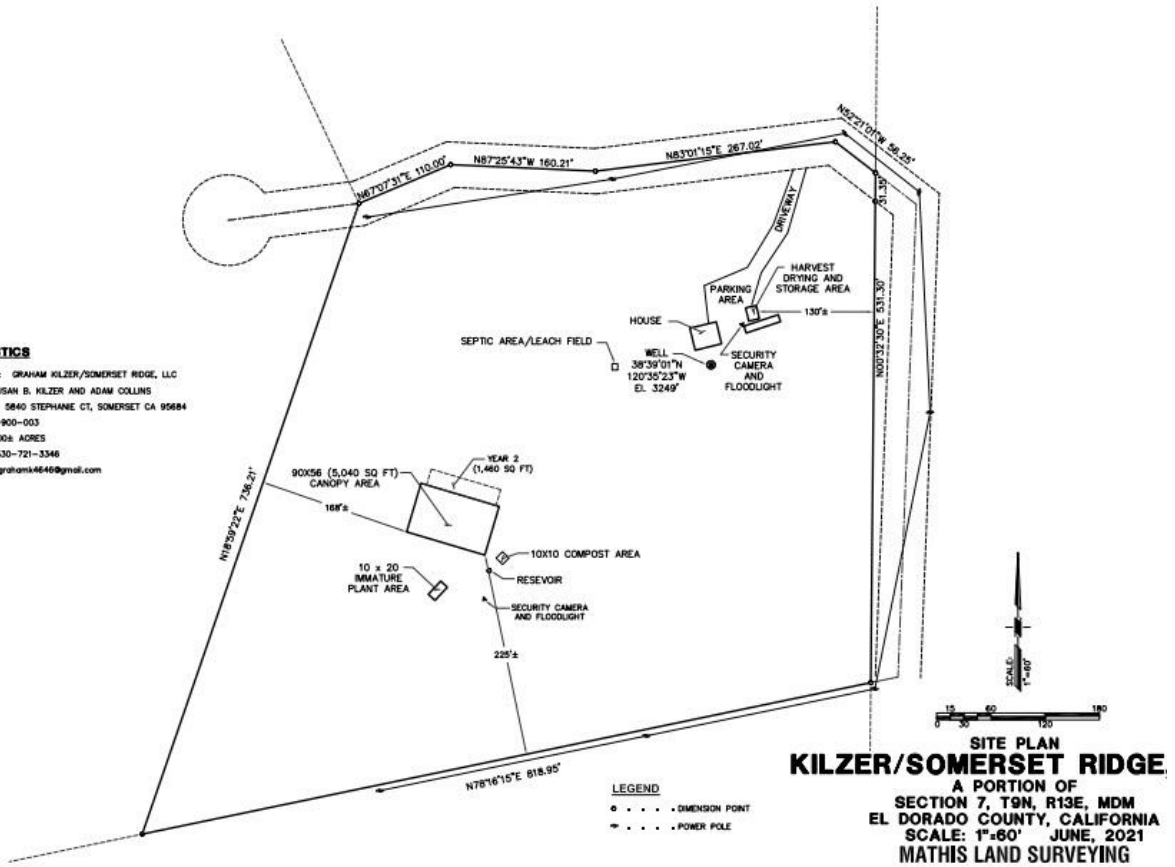 N52°21'01"W 56.25'
N83°01'15"E 267.02'
N87°25'43"W 160.21'
N67°07'31"E 110.00'
31.35'
DRIVEWAY
HARVEST
DRYING AND
STORAGE AREA
PARKING
AREA
130'±
N00°32'30"E 531.30'
HOUSE
SEPTIC AREA/LEACH FIELD
WELL
38°39'01"N
120°35'23"W
EL. 3249'
SECURITY
CAMERA
AND
FLOODLIGHT
TICS
: GRAHAM KILZER/SOMERSET RIDGE, LLC
SAN B. KILZER AND ADAM COLLINS
5840 STEPHANIE CT, SOMERSET CA 95684
-900-003
00± ACRES
530-721-3346
grahamk4646@gmail.com
N18°59'22"E 736.21'
YEAR 2
(1,460 SQ FT)
90X56 (5,040 SQ FT)
CANOPY AREA
168'±
10X10 COMPOST AREA
RESERVOIR
10 x 20
IMMATURE
PLANT AREA
SECURITY CAMERA
AND FLOODLIGHT
225'±
N78°16'15"E 818.95'
SCALE:
1"=60'
15 60 180
0 30 120
LEGEND
. . . . DIMENSION POINT
. . . . POWER POLE
SITE PLAN
KILZER/SOMERSET RIDGE,
A PORTION OF
SECTION 7, T9N, R13E, MDM
EL DORADO COUNTY, CALIFORNIA
SCALE: 1"=60' JUNE, 2021
MATHIS LAND SURVEYING